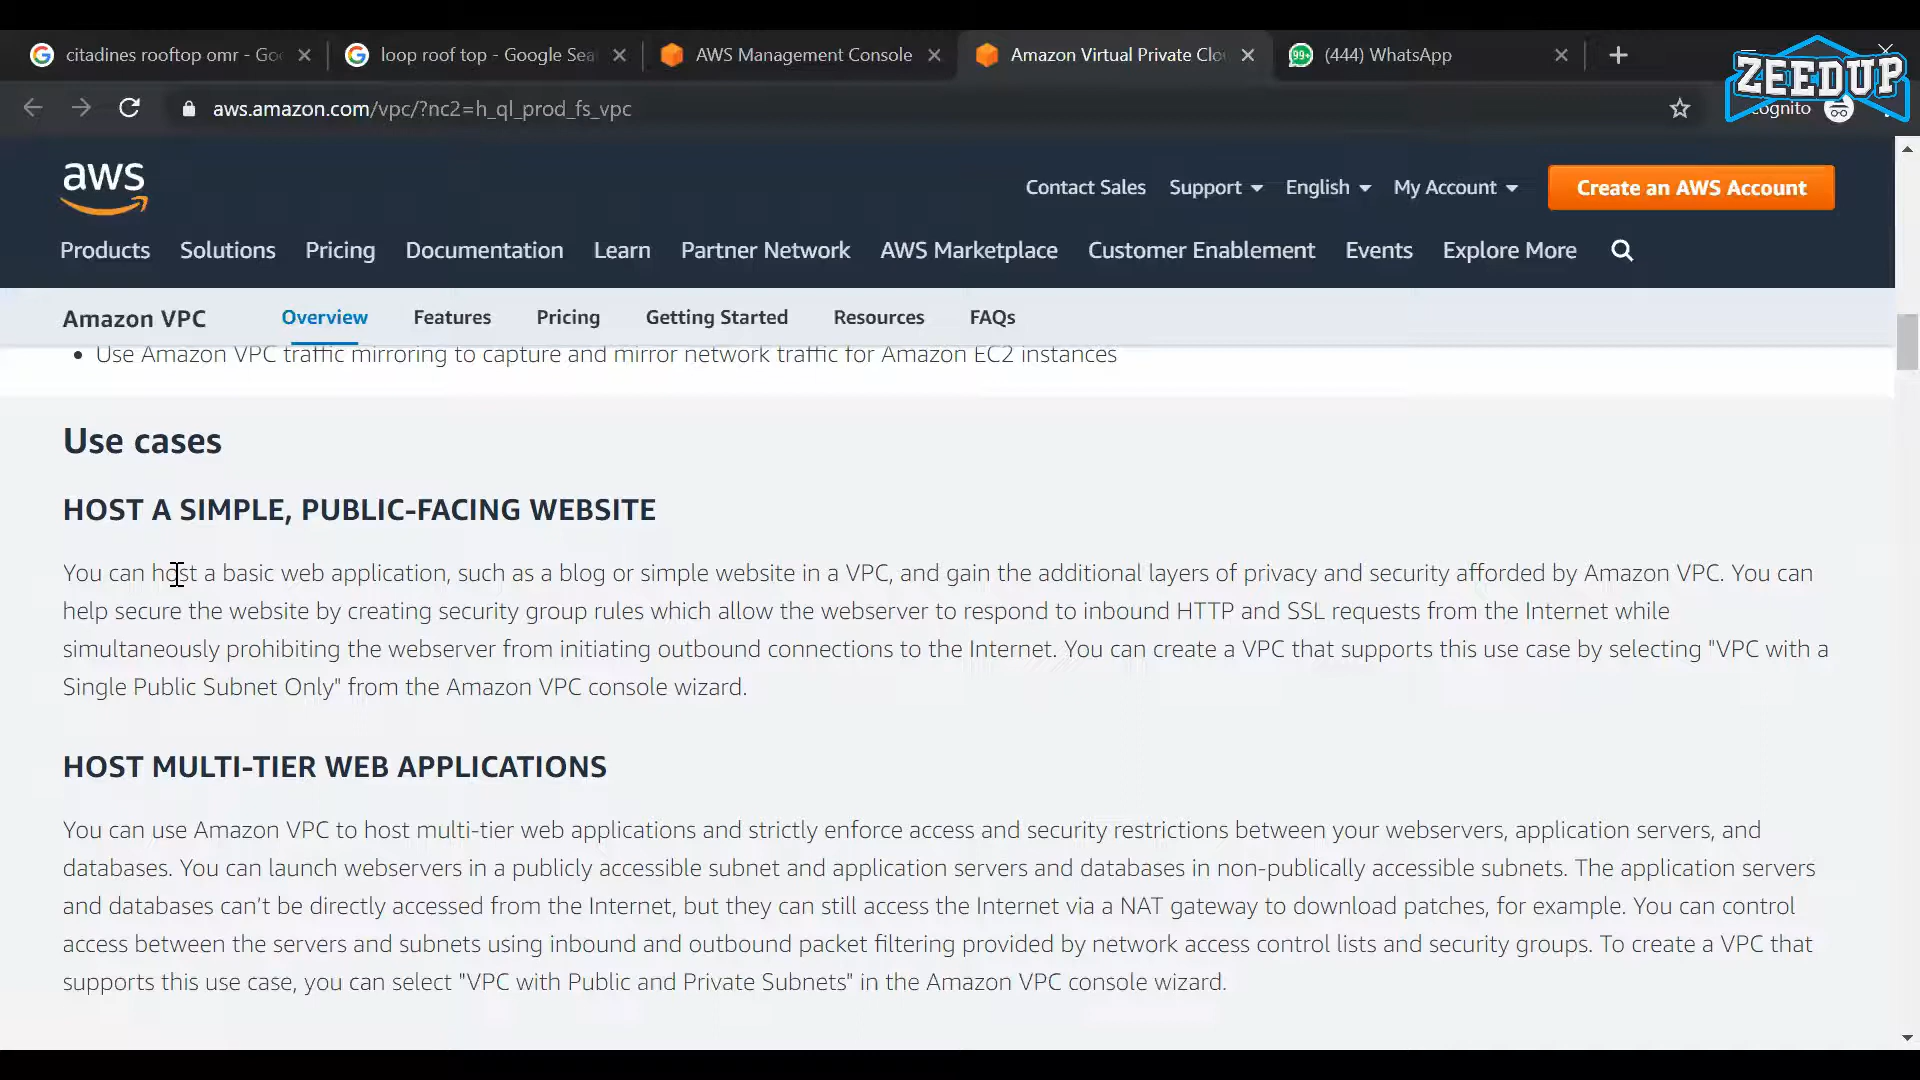 citadines rooftop omr - Go
loop roof top - Google Sea
AWS Management Console
Amazon Virtual Private Clo
99+
(444) WhatsApp
ZEEDUP
aws.amazon.com/vpc/?nc2=h_ql_prod_fs_vpc
cognito
aws
Contact Sales
Support
English
My Account
Create an AWS Account
Products
Solutions
Pricing
Documentation
Learn
Partner Network
AWS Marketplace
Customer Enablement
Events
Explore More
Amazon VPC
Overview
Features
Pricing
Getting Started
Resources
FAQs
• Use Amazon VPC traffic mirroring to capture and mirror network traffic for Amazon EC2 instances
Use cases
HOST A SIMPLE, PUBLIC-FACING WEBSITE
You can host a basic web application, such as a blog or simple website in a VPC, and gain the additional layers of privacy and security afforded by Amazon VPC. You can
help secure the website by creating security group rules which allow the webserver to respond to inbound HTTP and SSL requests from the Internet while
simultaneously prohibiting the webserver from initiating outbound connections to the Internet. You can create a VPC that supports this use case by selecting "VPC with a
Single Public Subnet Only" from the Amazon VPC console wizard.
HOST MULTI-TIER WEB APPLICATIONS
You can use Amazon VPC to host multi-tier web applications and strictly enforce access and security restrictions between your webservers, application servers, and
databases. You can launch webservers in a publicly accessible subnet and application servers and databases in non-publically accessible subnets. The application servers
and databases can't be directly accessed from the Internet, but they can still access the Internet via a NAT gateway to download patches, for example. You can control
access between the servers and subnets using inbound and outbound packet filtering provided by network access control lists and security groups. To create a VPC that
supports this use case, you can select "VPC with Public and Private Subnets" in the Amazon VPC console wizard.